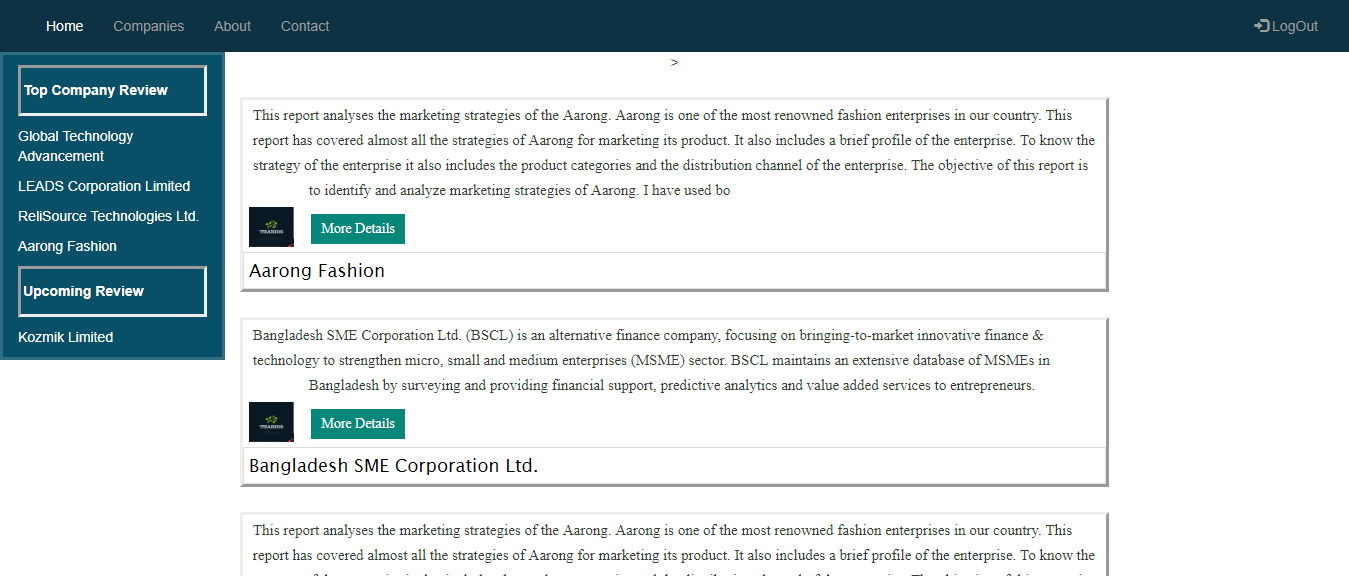 Home Companies About Contact LogOut
>
Top Company Review
Global Technology
Advancement
LEADS Corporation Limited
ReliSource Technologies Ltd.
Aarong Fashion
Upcoming Review
Kozmik Limited
This report analyses the marketing strategies of the Aarong. Aarong is one of the most renowned fashion enterprises in our country. This
report has covered almost all the strategies of Aarong for marketing its product. It also includes a brief profile of the enterprise. To know the
strategy of the enterprise it also includes the product categories and the distribution channel of the enterprise. The objective of this report is
to identify and analyze marketing strategies of Aarong. I have used bo
More Details
Aarong Fashion
Bangladesh SME Corporation Ltd. (BSCL) is an alternative finance company, focusing on bringing-to-market innovative finance &
technology to strengthen micro, small and medium enterprises (MSME) sector. BSCL maintains an extensive database of MSMEs in
Bangladesh by surveying and providing financial support, predictive analytics and value added services to entrepreneurs.
More Details
Bangladesh SME Corporation Ltd.
This report analyses the marketing strategies of the Aarong. Aarong is one of the most renowned fashion enterprises in our country. This
report has covered almost all the strategies of Aarong for marketing its product. It also includes a brief profile of the enterprise. To know the